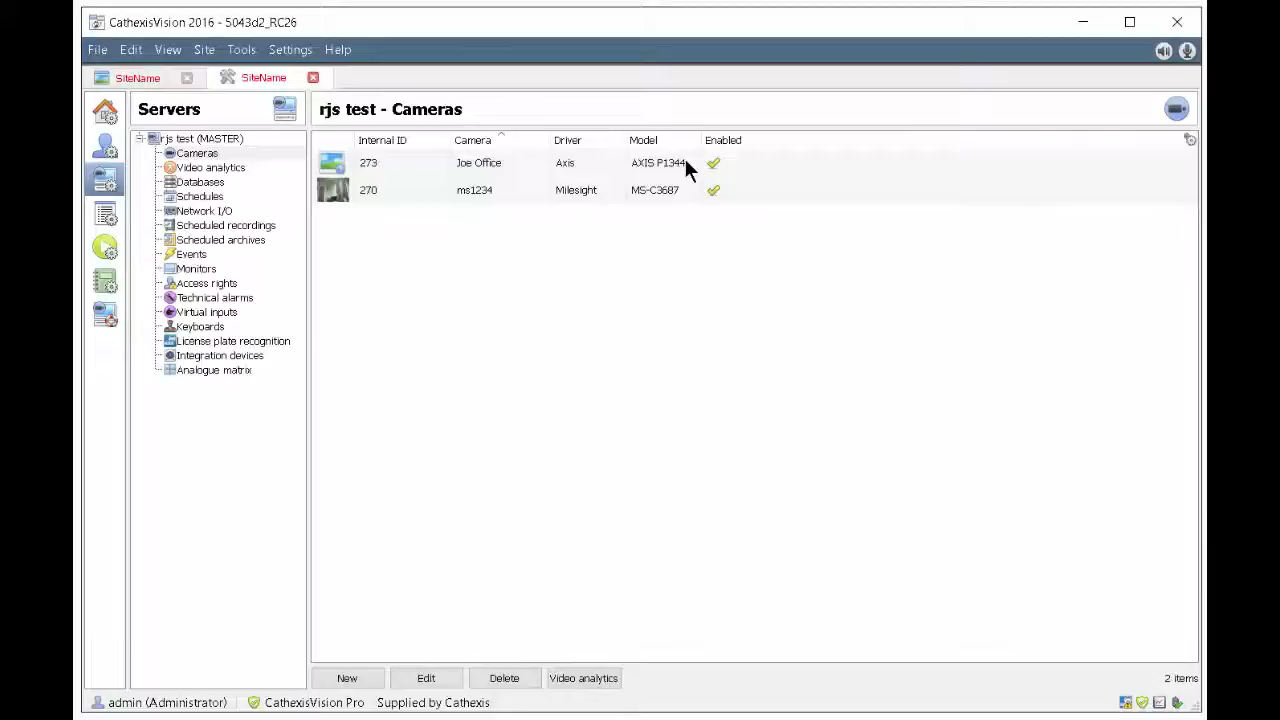 CathexisVision 2016 - 5043d2_RC26
File Edit View Site Tools Settings Help
SiteName SiteName
Servers
rjs test - Cameras
rjs test (MASTER)
Cameras
Video analytics
Databases
Schedules
Network I/O
Scheduled recordings
Scheduled archives
Events
Monitors
Access rights
Technical alarms
Virtual inputs
Keyboards
License plate recognition
Integration devices
Analogue matrix
Internal ID Camera Driver Model Enabled
273 Joe Office Axis AXIS P1344
270 ms1234 Milesight MS-C3687
New Edit Delete Video analytics 2 items
admin (Administrator) CathexisVision Pro Supplied by Cathexis